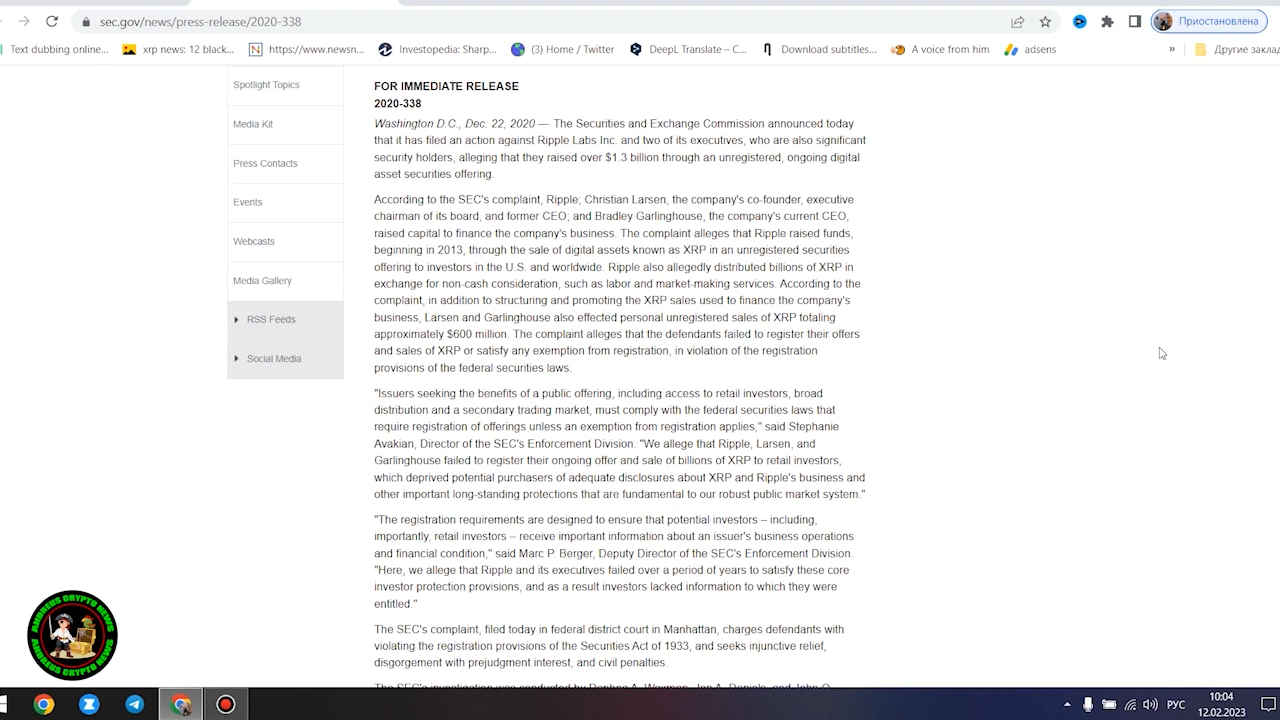 sec.gov/news/press-release/2020-338
Приостановлена
Text dubbing online...
xrp news: 12 black...
N
https://www.newsn...
Investopedia: Sharp...
(3) Home / Twitter
DeepL Translate – C...
Download subtitles...
A voice from him
adsens
»
Другие заклад
Spotlight Topics
Media Kit
Press Contacts
Events
Webcasts
Media Gallery
RSS Feeds
Social Media
FOR IMMEDIATE RELEASE
2020-338
Washington D.C., Dec. 22, 2020 — The Securities and Exchange Commission announced today
that it has filed an action against Ripple Labs Inc. and two of its executives, who are also significant
security holders, alleging that they raised over $1.3 billion through an unregistered, ongoing digital
asset securities offering.
According to the SEC's complaint, Ripple; Christian Larsen, the company's co-founder, executive
chairman of its board, and former CEO; and Bradley Garlinghouse, the company's current CEO,
raised capital to finance the company's business. The complaint alleges that Ripple raised funds,
beginning in 2013, through the sale of digital assets known as XRP in an unregistered securities
offering to investors in the U.S. and worldwide. Ripple also allegedly distributed billions of XRP in
exchange for non-cash consideration, such as labor and market-making services. According to the
complaint, in addition to structuring and promoting the XRP sales used to finance the company's
business, Larsen and Garlinghouse also effected personal unregistered sales of XRP totaling
approximately $600 million. The complaint alleges that the defendants failed to register their offers
and sales of XRP or satisfy any exemption from registration, in violation of the registration
provisions of the federal securities laws.
"Issuers seeking the benefits of a public offering, including access to retail investors, broad
distribution and a secondary trading market, must comply with the federal securities laws that
require registration of offerings unless an exemption from registration applies," said Stephanie
Avakian, Director of the SEC's Enforcement Division. "We allege that Ripple, Larsen, and
Garlinghouse failed to register their ongoing offer and sale of billions of XRP to retail investors,
which deprived potential purchasers of adequate disclosures about XRP and Ripple's business and
other important long-standing protections that are fundamental to our robust public market system."
"The registration requirements are designed to ensure that potential investors – including,
importantly, retail investors – receive important information about an issuer's business operations
and financial condition," said Marc P. Berger, Deputy Director of the SEC's Enforcement Division.
"Here, we allege that Ripple and its executives failed over a period of years to satisfy these core
investor protection provisions, and as a result investors lacked information to which they were
entitled."
The SEC's complaint, filed today in federal district court in Manhattan, charges defendants with
violating the registration provisions of the Securities Act of 1933, and seeks injunctive relief,
disgorgement with prejudgment interest, and civil penalties.
The SEC's investigation was conducted by Daphna A. Waxman, Jon A. Daniels, and John O.
ANDREUS CRYPTO NEWS
ANDREUS CRYPTO NEWS
РУС
10:04
12.02.2023